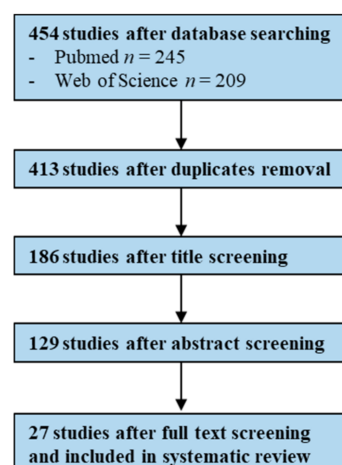 454 studies after database searching
- Pubmed n = 245
- Web of Science n = 209
413 studies after duplicates removal
186 studies after title screening
129 studies after abstract screening
27 studies after full text screening
and included in systematic review